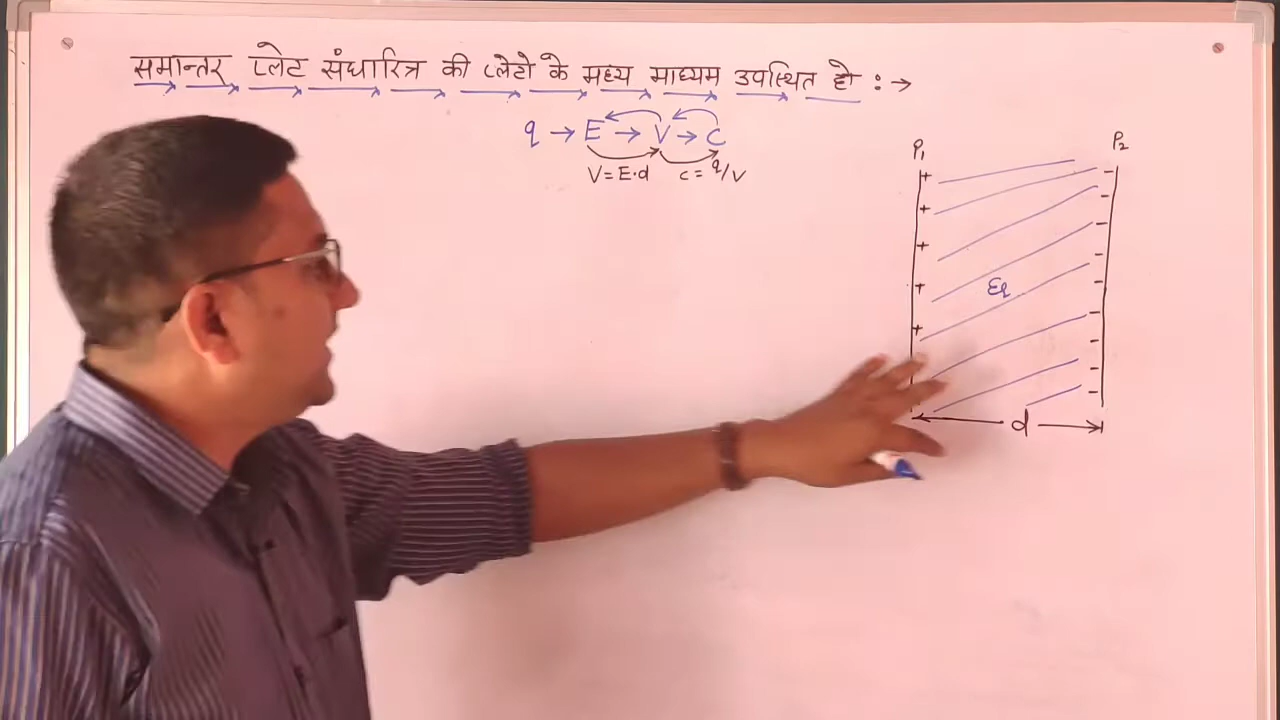 समान्तर प्लेट संधारित्र की प्लेटो के मध्य माध्यम उपस्थित हो :→
q → E → V → C
V = E·d C = q/V
P₁ P₂
+ −
+ −
+ −
+ −
+ −
εr
d